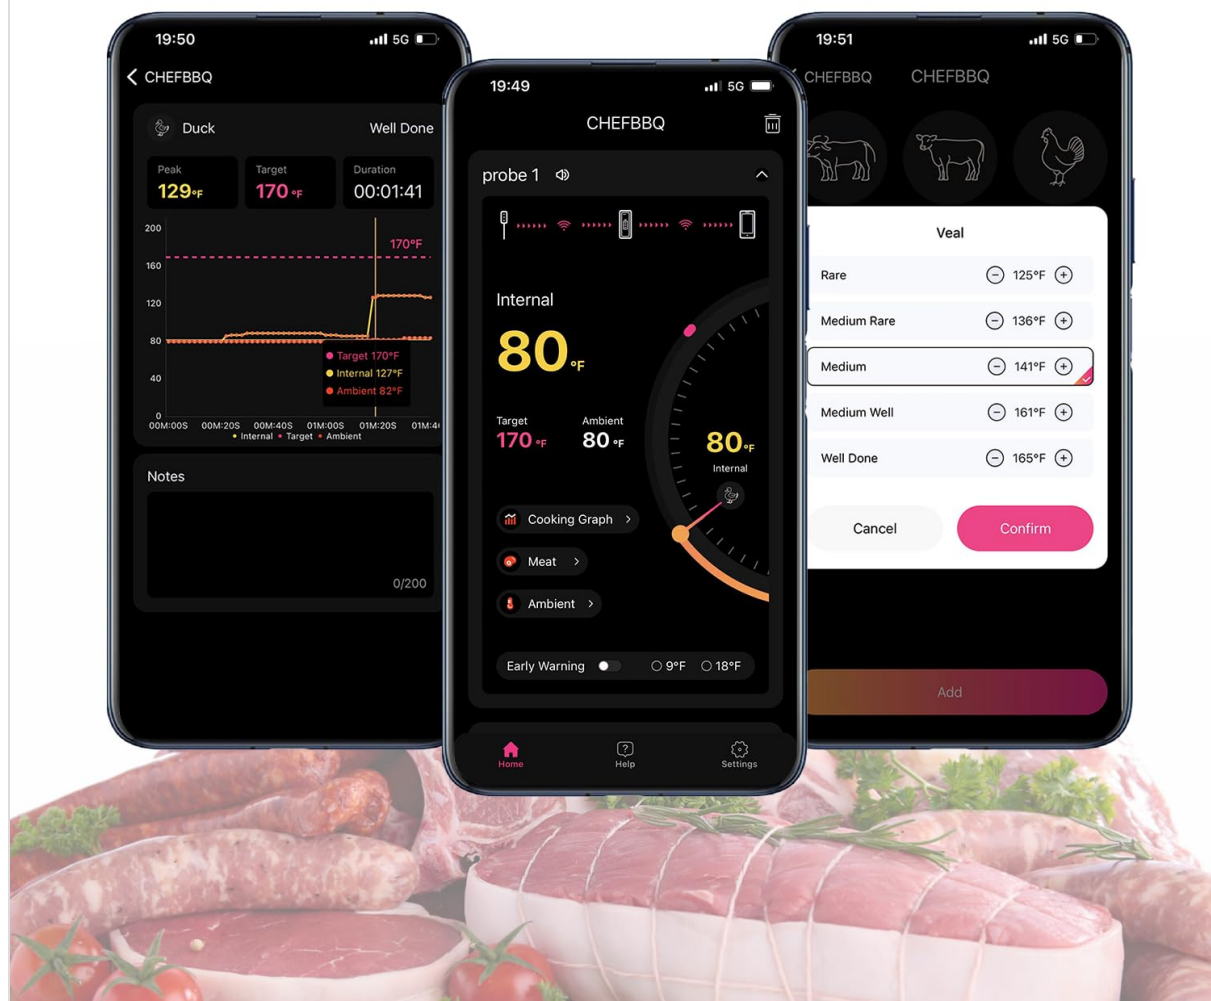 19:50
5G
CHEFBBQ
Duck
Well Done
Peak
129°F
Target
170 °F
Duration
00:01:41
200
160
120
80
40
0
170°F
Target 170°F
Internal 127°F
Ambient 82°F
00M:00S 00M:20S 00M:40S 01M:00S 01M:20S 01M:4
Internal Target Ambient
Notes
0/200
19:49
5G
CHEFBBQ
probe 1
Internal
80°F
Target
170 °F
Ambient
80 °F
80°F
Internal
Cooking Graph
Meat
Ambient
Early Warning
9°F
18°F
Home
Help
Settings
19:51
5G
CHEFBBQ
CHEFBBQ
Veal
Rare 125°F
Medium Rare 136°F
Medium 141°F
Medium Well 161°F
Well Done 165°F
Cancel
Confirm
Add